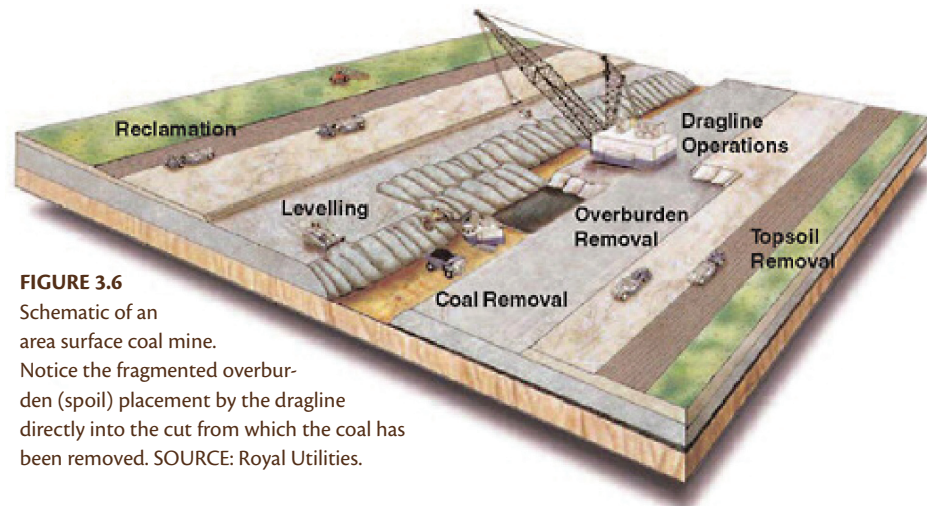 Reclamation
Dragline
Operations
Levelling
Overburden
Removal
Topsoil
Removal
Coal Removal
FIGURE 3.6
Schematic of an
area surface coal mine.
Notice the fragmented overbur-
den (spoil) placement by the dragline
directly into the cut from which the coal has
been removed. SOURCE: Royal Utilities.